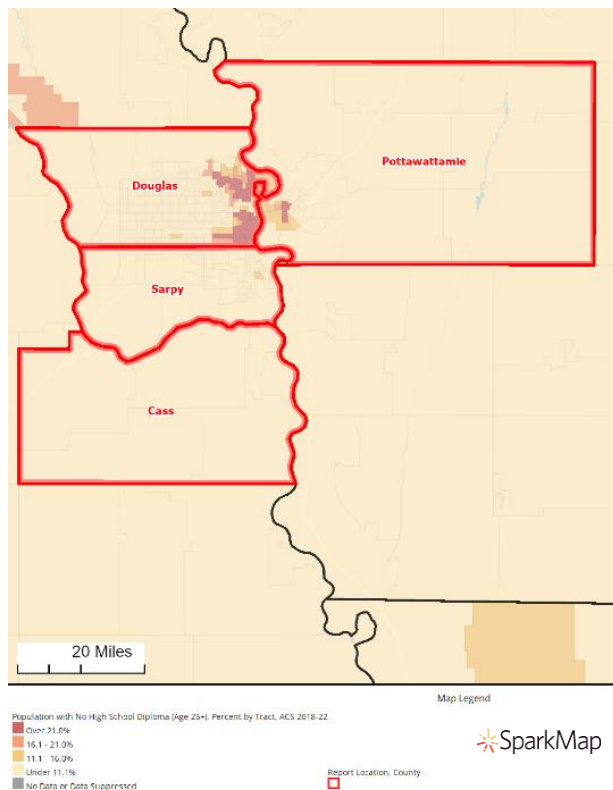 Pottawattamie
Douglas
Sarpy
Cass
20 Miles
Map Legend
Population with No High School Diploma (Age 25+), Percent by Tract, ACS 2018-22
Over 21.0%
16.1 - 21.0%
11.1 - 16.0%
Under 11.1%
No Data or Data Suppressed
Report Location, County
SparkMap